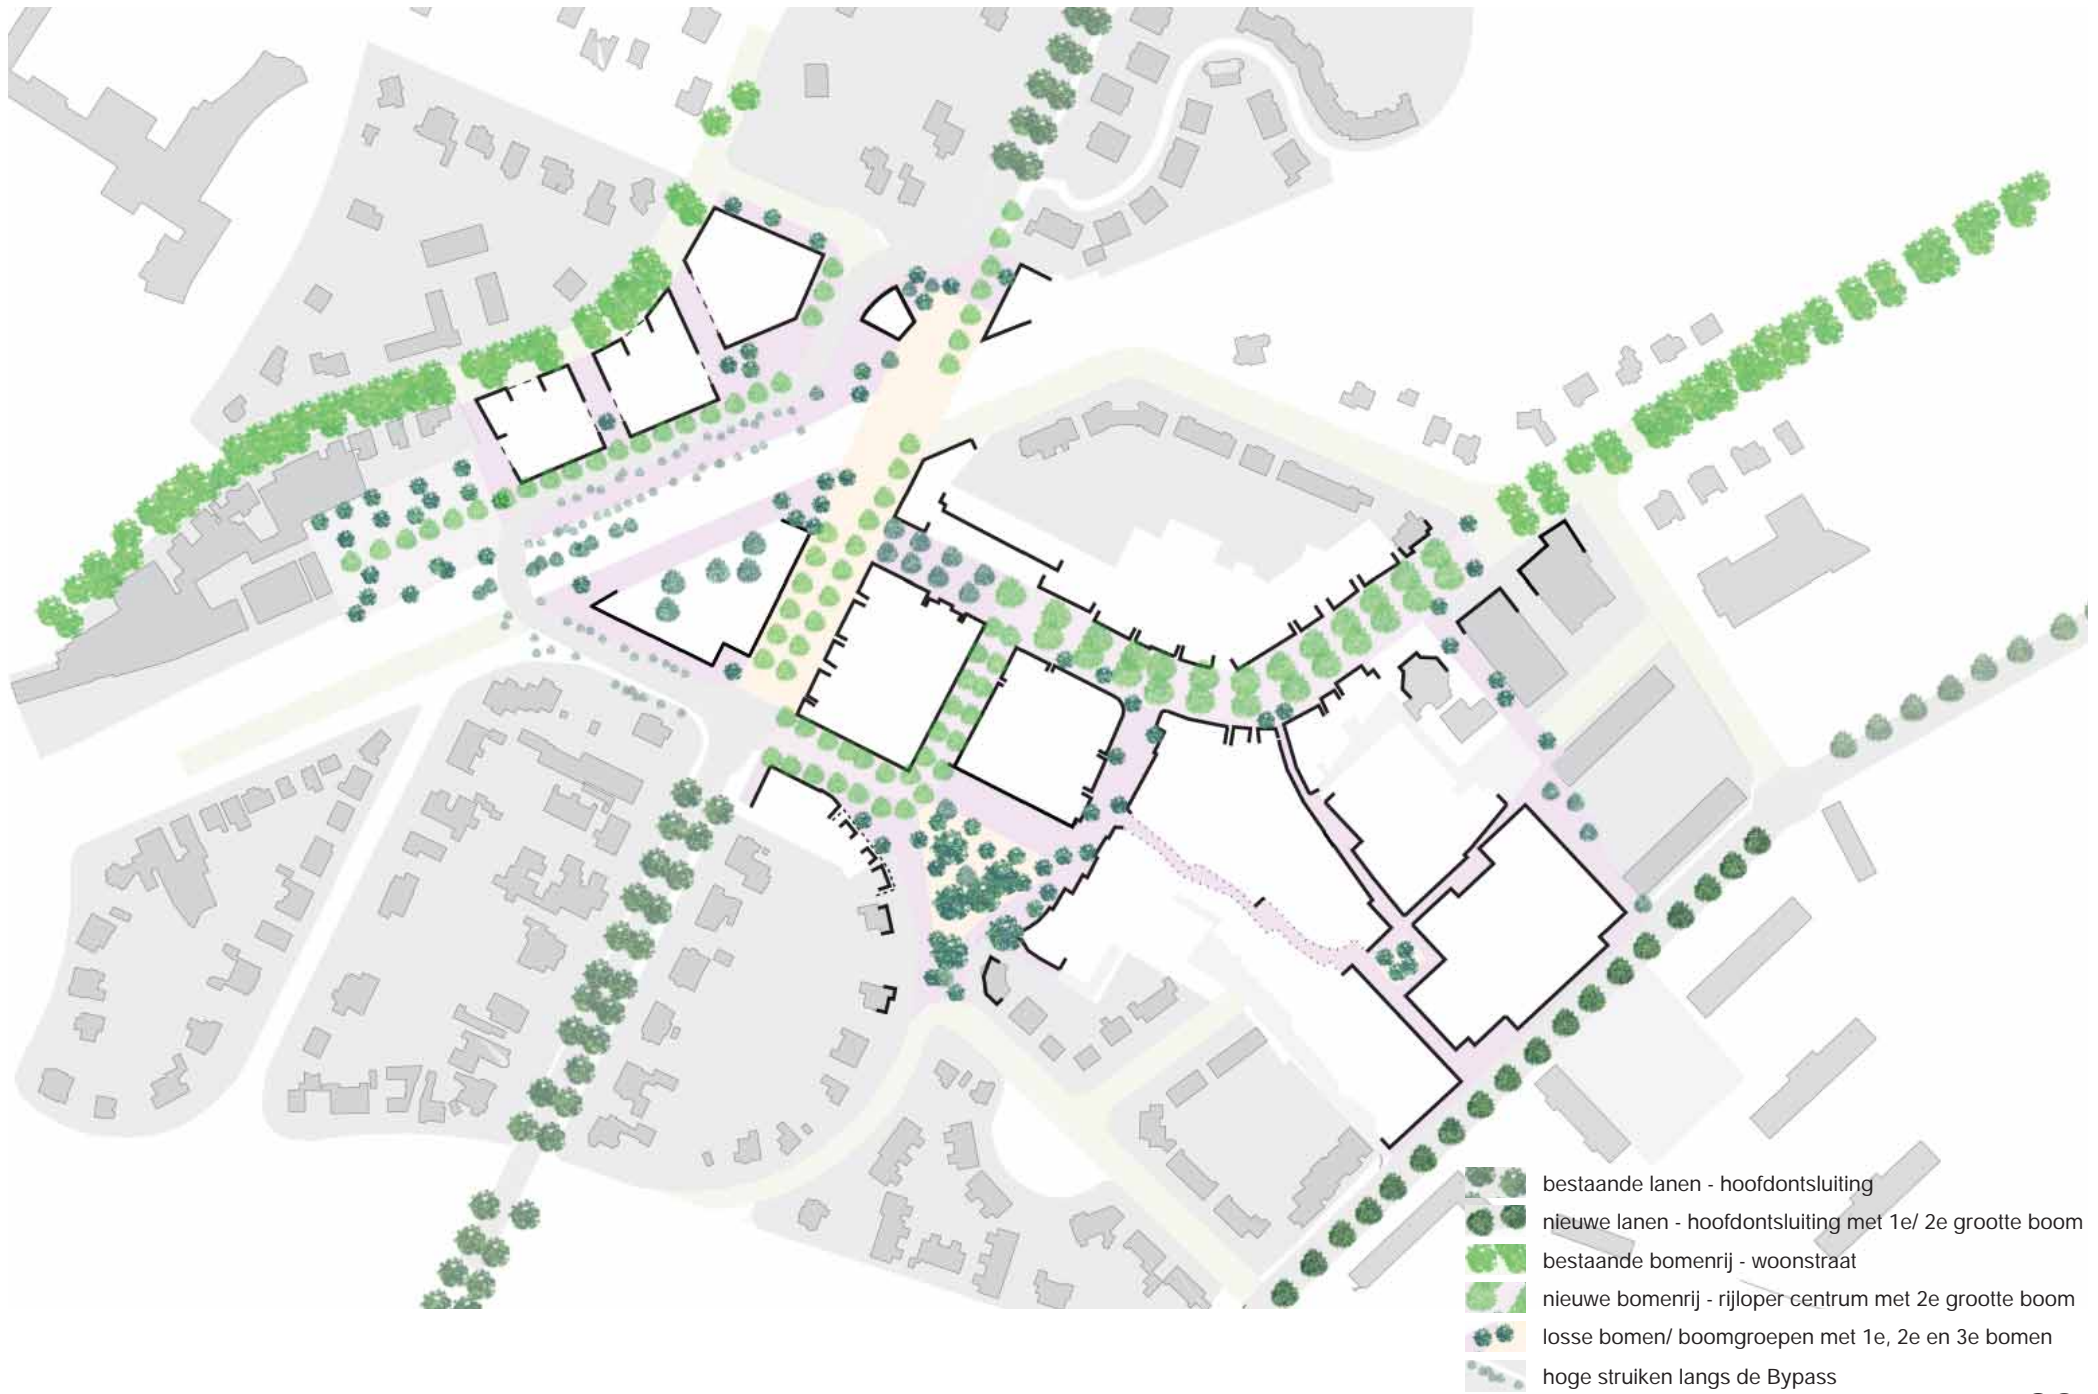 bestaande lanen - hoofdontsluiting
nieuwe lanen - hoofdontsluiting met 1e/ 2e grootte boom
bestaande bomenrij - woonstraat
nieuwe bomenrij - rijloper centrum met 2e grootte boom
losse bomen/ boomgroepen met 1e, 2e en 3e bomen
hoge struiken langs de Bypass